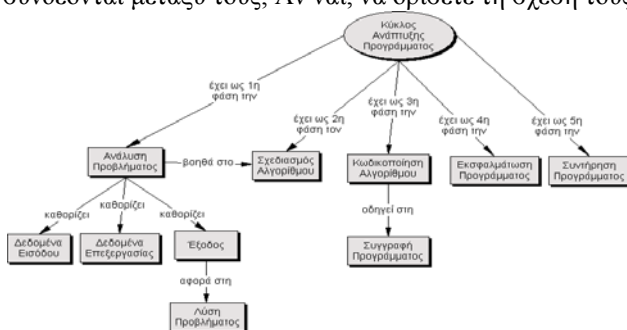 συνδέονται μεταξύ τους; Αν ναι, να ορίσετε τη σχέση τους
Κύκλος
Ανάπτυξης
Προγράμματος
έχει ως 1η
φάση την
έχει ως 2η
φάση τον
έχει ως 3η
φάση την
έχει ως 4η
φάση την
έχει ως 5η
φάση την
Ανάλυση
Προβλήματος
βοηθά στο
Σχεδιασμός
Αλγορίθμου
Κωδικοποίηση
Αλγορίθμου
Εκσφαλμάτωση
Προγράμματος
Συντήρηση
Προγράμματος
καθορίζει
καθορίζει
καθορίζει
οδηγεί στη
Δεδομένα
Εισόδου
Δεδομένα
Επεξεργασίας
Έξοδος
Συγγραφή
Προγράμματος
αφορά στη
Λύση
Προβλήματος